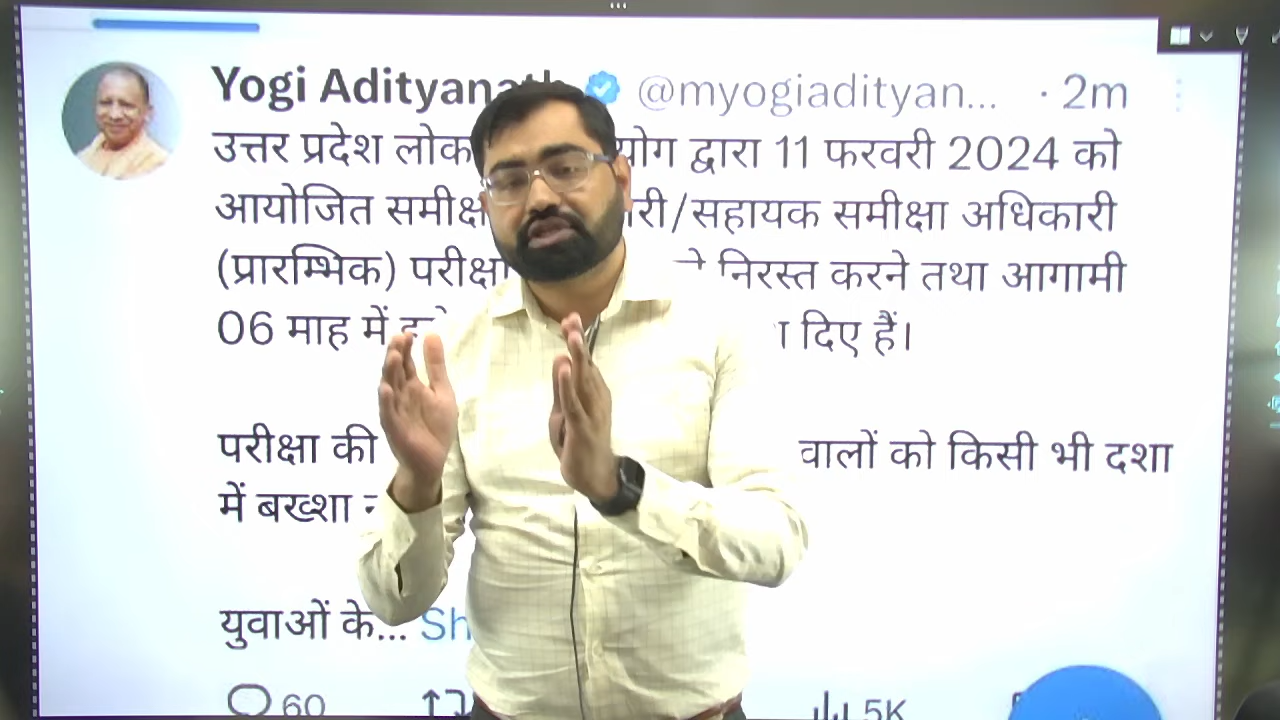 Yogi Adityanath @myogiadityan... · 2m
उत्तर प्रदेश लोक योग द्वारा 11 फरवरी 2024 को
आयोजित समीक्ष री/सहायक समीक्षा अधिकारी
(प्रारम्भिक) परीक्षा निरस्त करने तथा आगामी
06 माह में दिए हैं।
परीक्षा की वालों को किसी भी दशा
में बख्शा
युवाओं के... Sh
60 5K